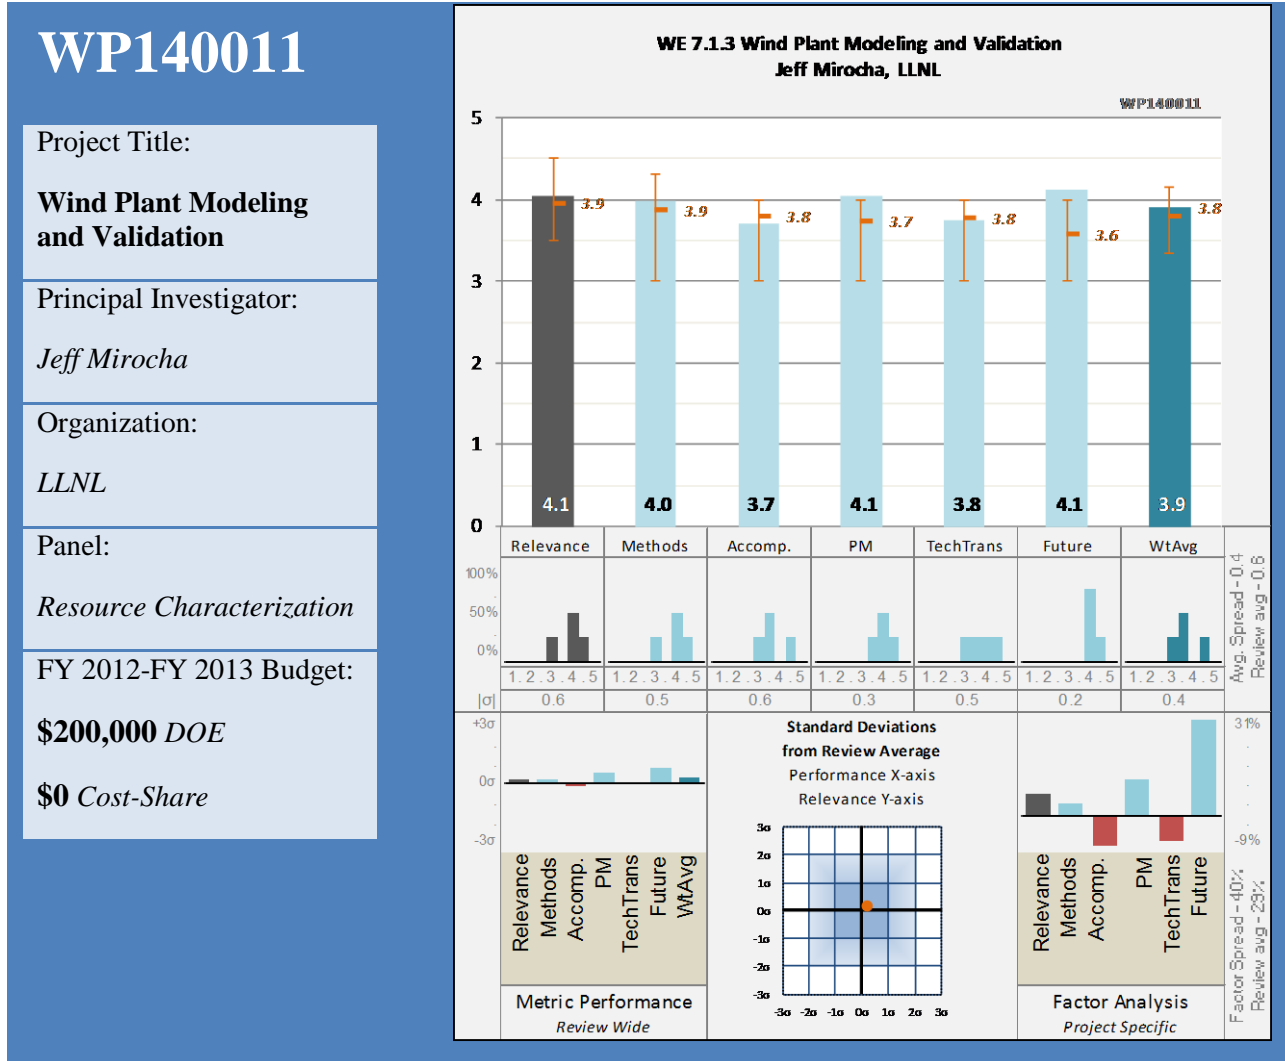 WP140011
Project Title:
Wind Plant Modeling
and Validation
Principal Investigator:
Jeff Mirocha
Organization:
LLNL
Panel:
Resource Characterization
FY 2012-FY 2013 Budget:
$200,000 DOE
$0 Cost-Share
WE 7.1.3 Wind Plant Modeling and Validation
Jeff Mirocha, LLNL
WP140011
5
4
3
2
1
0
3.9 3.9 3.8 3.7 3.8 3.6 3.8
4.1 4.0 3.7 4.1 3.8 4.1 3.9
Relevance Methods Accomp. PM TechTrans Future WtAvg
100%
50%
0%
1.2.3.4.5 1.2.3.4.5 1.2.3.4.5 1.2.3.4.5 1.2.3.4.5 1.2.3.4.5 1.2.3.4.5
|σ| 0.6 0.5 0.6 0.3 0.5 0.2 0.4
Avg. Spread - 0.4
Review avg - 0.6
+3σ
0σ
-3σ
Relevance
Methods
Accomp.
PM
TechTrans
Future
WtAvg
Metric Performance
Review Wide
Standard Deviations
from Review Average
Performance X-axis
Relevance Y-axis
3σ
2σ
1σ
0σ
-1σ
-2σ
-3σ
-3σ -2σ -1σ 0σ 1σ 2σ 3σ
31%
-9%
Relevance
Methods
Accomp.
PM
TechTrans
Future
Factor Analysis
Project Specific
Factor Spread - 40%
Review avg - 29%